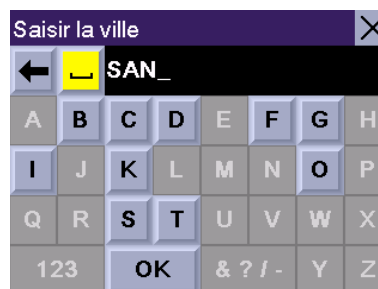 Saisir la ville
SAN_
A B C D E F G H
I J K L M N O P
Q R S T U V W X
123 OK & ? / - Y Z